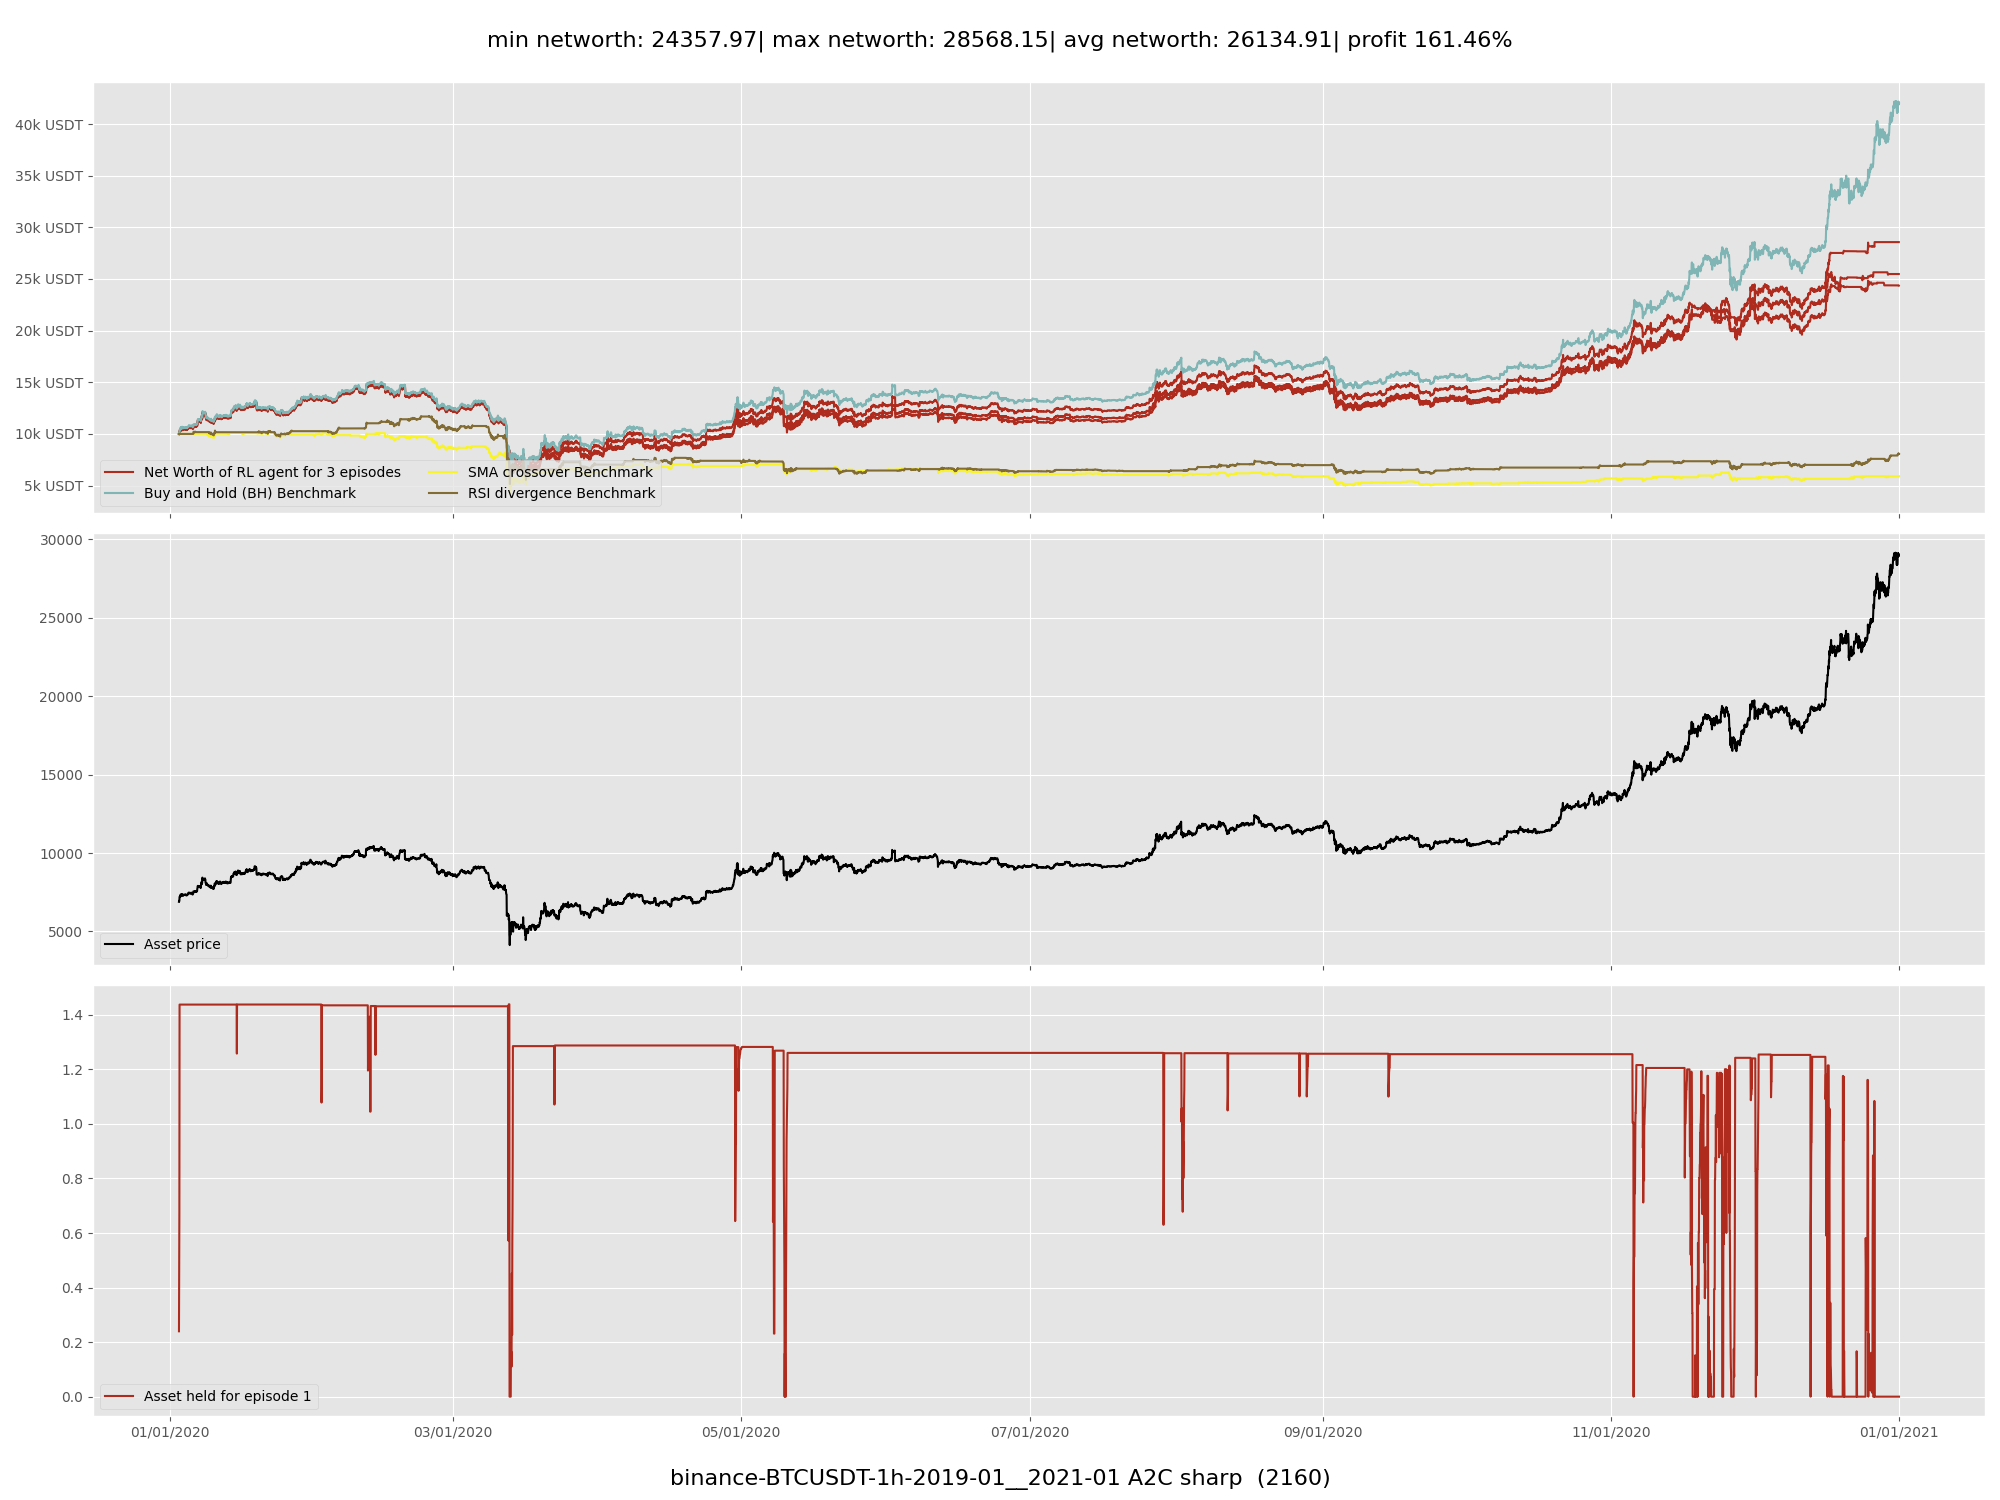 min networth: 24357.97| max networth: 28568.15| avg networth: 26134.91| profit 161.46%
40k USDT
35k USDT
30k USDT
25k USDT
20k USDT
15k USDT
10k USDT
5k USDT
Net Worth of RL agent for 3 episodes
Buy and Hold (BH) Benchmark
SMA crossover Benchmark
RSI divergence Benchmark
30000
25000
20000
15000
10000
5000
Asset price
1.4
1.2
1.0
0.8
0.6
0.4
0.2
0.0
Asset held for episode 1
01/01/2020
03/01/2020
05/01/2020
07/01/2020
09/01/2020
11/01/2020
01/01/2021
binance-BTCUSDT-1h-2019-01__2021-01 A2C sharp  (2160)